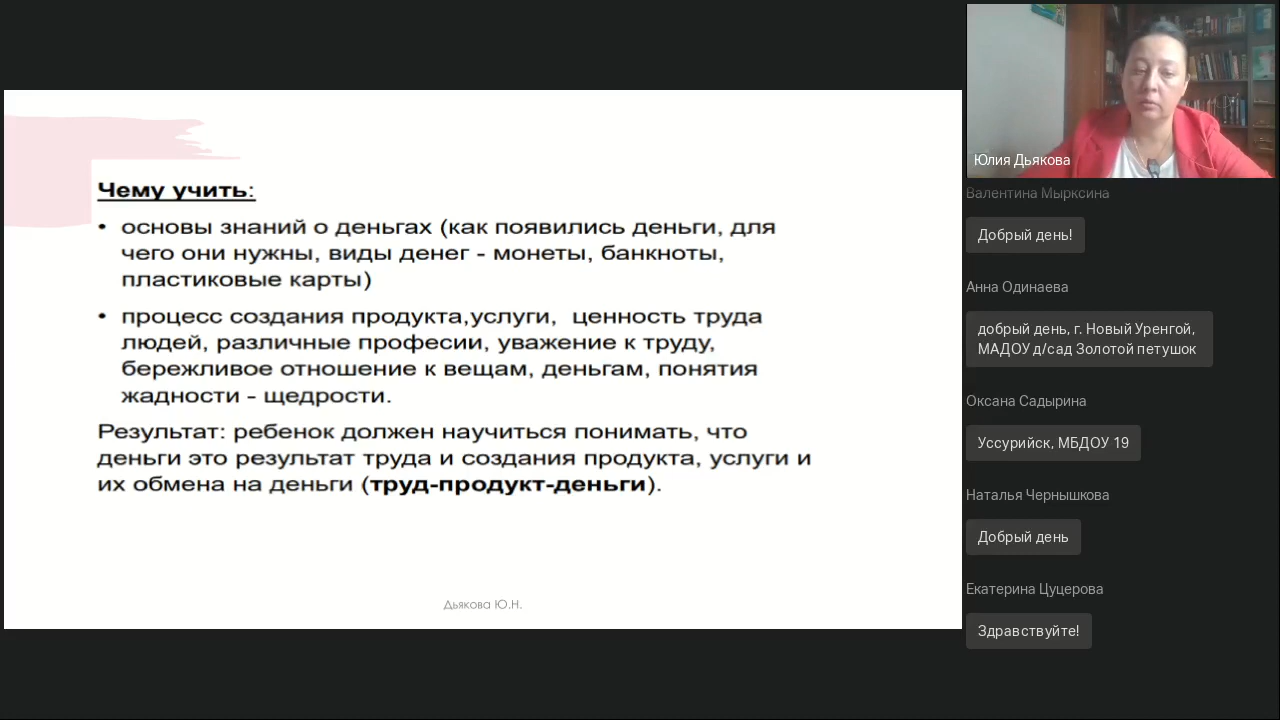 Чему учить:
• основы знаний о деньгах (как появились деньги, для
чего они нужны, виды денег - монеты, банкноты,
пластиковые карты)
• процесс создания продукта,услуги,  ценность труда
людей, различные професии, уважение к труду,
бережливое отношение к вещам, деньгам, понятия
жадности - щедрости.
Результат: ребенок должен научиться понимать, что
деньги это результат труда и создания продукта, услуги и
их обмена на деньги (труд-продукт-деньги).
Дьякова Ю.Н.
Юлия Дьякова
Валентина Мырксина
Добрый день!
Анна Одинаева
добрый день, г. Новый Уренгой,
МАДОУ д/сад Золотой петушок
Оксана Садырина
Уссурийск, МБДОУ 19
Наталья Чернышкова
Добрый день
Екатерина Цуцерова
Здравствуйте!